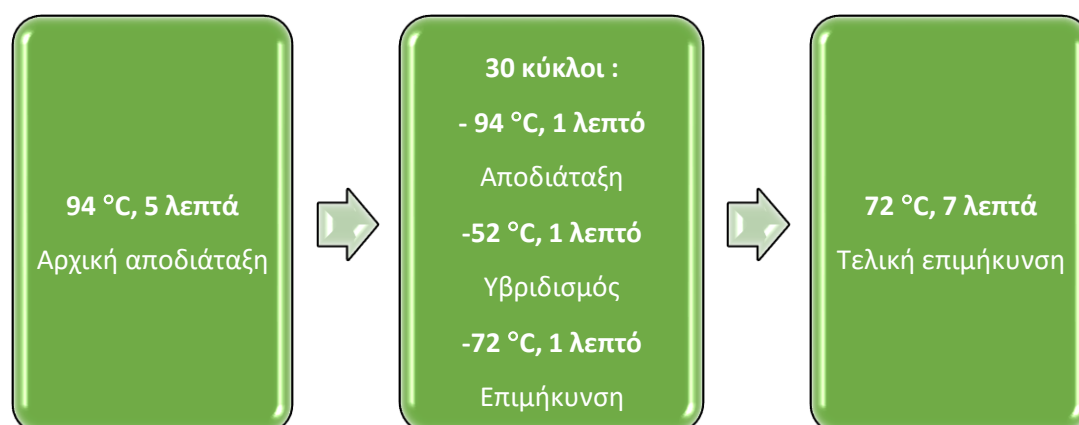 94 °C, 5 λεπτά
Αρχική αποδιάταξη
30 κύκλοι :
- 94 °C, 1 λεπτό
Αποδιάταξη
-52 °C, 1 λεπτό
Υβριδισμός
-72 °C, 1 λεπτό
Επιμήκυνση
72 °C, 7 λεπτά
Τελική επιμήκυνση